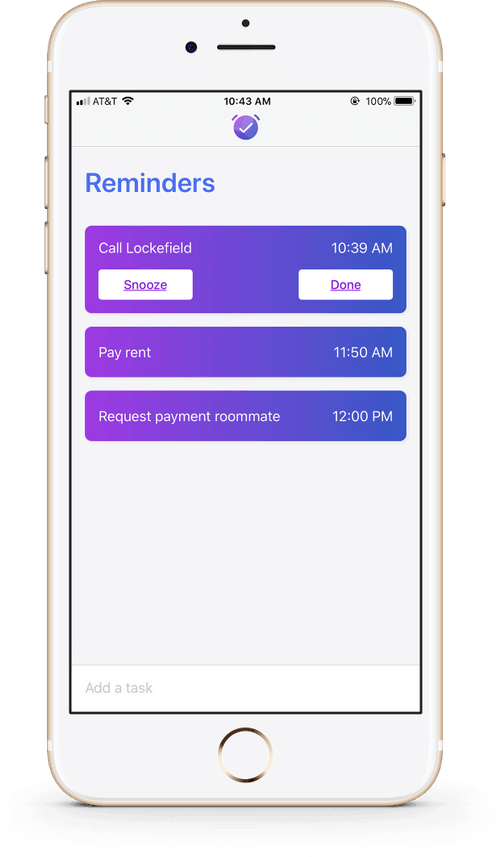 AT&T 10:43 AM 100%
Reminders
Call Lockefield 10:39 AM
Snooze Done
Pay rent 11:50 AM
Request payment roommate 12:00 PM
Add a task